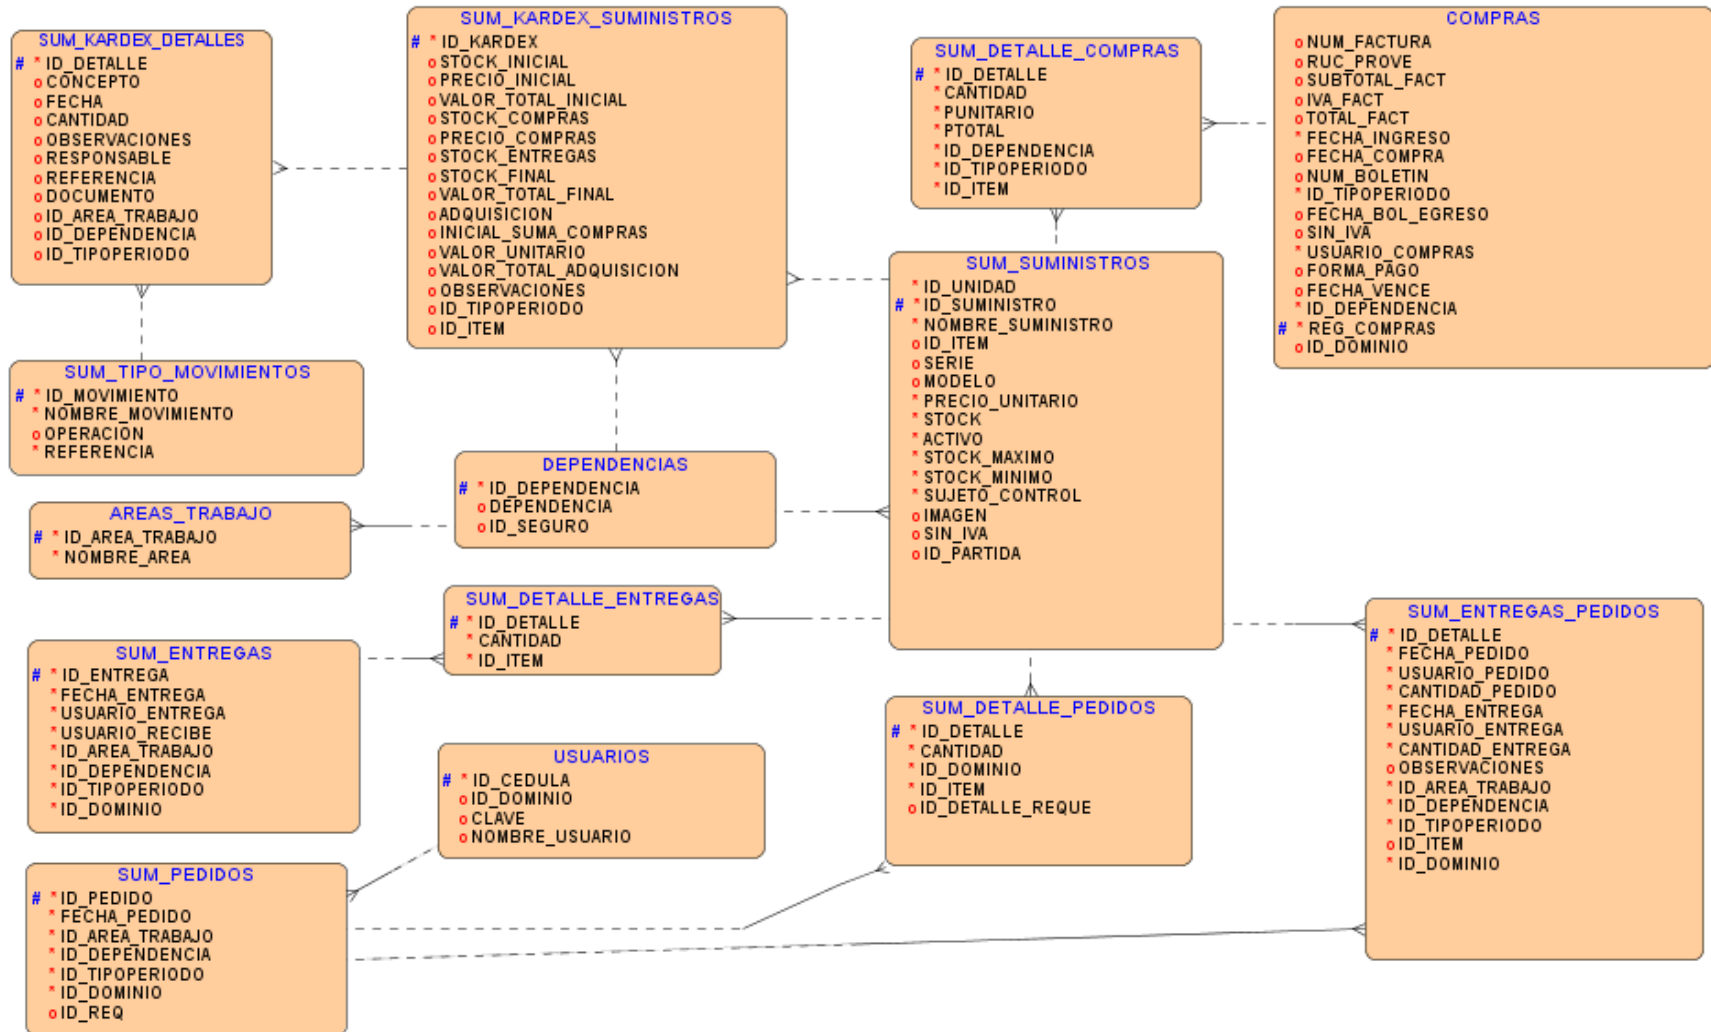 SUM_KARDEX_DETALLES
# * ID_DETALLE
o CONCEPTO
o FECHA
o CANTIDAD
o OBSERVACIONES
o RESPONSABLE
o REFERENCIA
o DOCUMENTO
o ID_AREA_TRABAJO
o ID_DEPENDENCIA
o ID_TIPOPERIODO
SUM_KARDEX_SUMINISTROS
# * ID_KARDEX
o STOCK_INICIAL
o PRECIO_INICIAL
o VALOR_TOTAL_INICIAL
o STOCK_COMPRAS
o PRECIO_COMPRAS
o STOCK_ENTREGAS
o STOCK_FINAL
o VALOR_TOTAL_FINAL
o ADQUISICION
o INICIAL_SUMA_COMPRAS
o VALOR_UNITARIO
o VALOR_TOTAL_ADQUISICION
o OBSERVACIONES
o ID_TIPOPERIODO
o ID_ITEM
SUM_DETALLE_COMPRAS
# * ID_DETALLE
* CANTIDAD
* PUNITARIO
* PTOTAL
* ID_DEPENDENCIA
* ID_TIPOPERIODO
* ID_ITEM
COMPRAS
o NUM_FACTURA
o RUC_PROVE
o SUBTOTAL_FACT
o IVA_FACT
o TOTAL_FACT
* FECHA_INGRESO
o FECHA_COMPRA
o NUM_BOLETIN
* ID_TIPOPERIODO
o FECHA_BOL_EGRESO
o SIN_IVA
* USUARIO_COMPRAS
o FORMA_PAGO
o FECHA_VENCE
* ID_DEPENDENCIA
# * REG_COMPRAS
o ID_DOMINIO
SUM_TIPO_MOVIMIENTOS
# * ID_MOVIMIENTO
* NOMBRE_MOVIMIENTO
o OPERACION
* REFERENCIA
SUM_SUMINISTROS
* ID_UNIDAD
# * ID_SUMINISTRO
* NOMBRE_SUMINISTRO
o ID_ITEM
o SERIE
o MODELO
* PRECIO_UNITARIO
* STOCK
* ACTIVO
* STOCK_MAXIMO
* STOCK_MINIMO
* SUJETO_CONTROL
o IMAGEN
o SIN_IVA
o ID_PARTIDA
DEPENDENCIAS
# * ID_DEPENDENCIA
o DEPENDENCIA
o ID_SEGURO
AREAS_TRABAJO
# * ID_AREA_TRABAJO
* NOMBRE_AREA
SUM_DETALLE_ENTREGAS
# * ID_DETALLE
* CANTIDAD
* ID_ITEM
SUM_ENTREGAS
# * ID_ENTREGA
* FECHA_ENTREGA
* USUARIO_ENTREGA
* USUARIO_RECIBE
* ID_AREA_TRABAJO
* ID_DEPENDENCIA
* ID_TIPOPERIODO
* ID_DOMINIO
SUM_ENTREGAS_PEDIDOS
# * ID_DETALLE
* FECHA_PEDIDO
* USUARIO_PEDIDO
* CANTIDAD_PEDIDO
* FECHA_ENTREGA
* USUARIO_ENTREGA
* CANTIDAD_ENTREGA
o OBSERVACIONES
* ID_AREA_TRABAJO
* ID_DEPENDENCIA
* ID_TIPOPERIODO
o ID_ITEM
* ID_DOMINIO
SUM_DETALLE_PEDIDOS
# * ID_DETALLE
* CANTIDAD
* ID_DOMINIO
* ID_ITEM
o ID_DETALLE_REQUE
USUARIOS
# * ID_CEDULA
o ID_DOMINIO
o CLAVE
o NOMBRE_USUARIO
SUM_PEDIDOS
# * ID_PEDIDO
* FECHA_PEDIDO
* ID_AREA_TRABAJO
* ID_DEPENDENCIA
* ID_TIPOPERIODO
* ID_DOMINIO
o ID_REQ